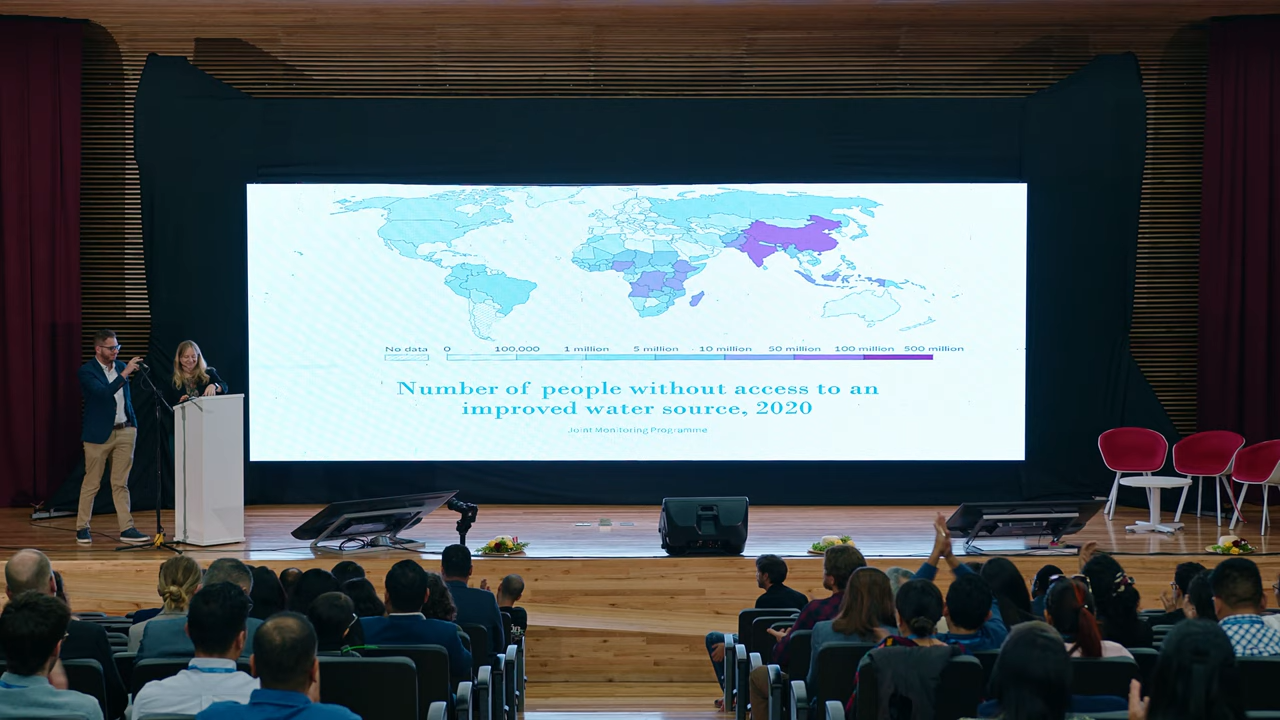 No data 0 100,000 1 million 5 million 10 million 50 million 100 million 500 million
Number of people without access to an
improved water source, 2020
Joint Monitoring Programme